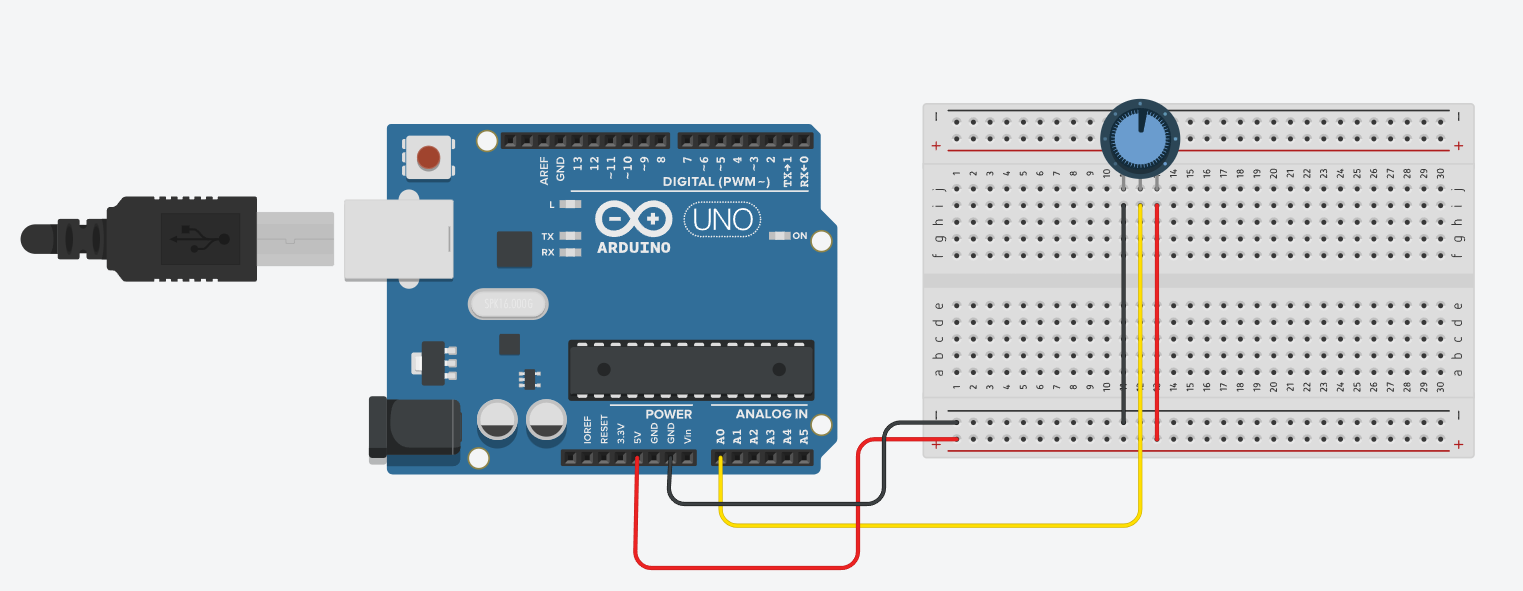 AREF
GND
13
12
~11
~10
~9
8
7
~6
~5
4
~3
2
TX→1
RX←0
DIGITAL (PWM~)
L
TX
RX
UNO
ON
ARDUINO
POWER
ANALOG IN
IOREF
RESET
3.3V
5V
GND
GND
Vin
A0
A1
A2
A3
A4
A5
− −
+ +
1 2 3 4 5 6 7 8 9 10 14 15 16 17 18 19 20 21 22 23 24 25 26 27 28 29 30
j j
i i
h h
g g
f f
e e
d d
c c
b b
a a
1 2 3 4 5 6 7 8 9 10 11 12 13 14 15 16 17 18 19 20 21 22 23 24 25 26 27 28 29 30
− −
+ +